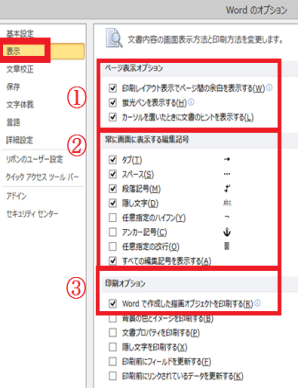 Word のオプション
基本設定
表示
文章校正
保存
文字体裁
言語
詳細設定
リボンのユーザー設定
クイック アクセス ツール バー
アドイン
セキュリティ センター
文書内容の画面表示方法と印刷方法を変更します。
①
ページ表示オプション
印刷レイアウト表示でページ間の余白を表示する(W)
蛍光ペンを表示する(H)
カーソルを置いたときに文書のヒントを表示する(L)
②
常に画面に表示する編集記号
タブ(T) →
スペース(S) ···
段落記号(M)
隠し文字(D) abc
任意指定のハイフン(Y) ¬
アンカー記号(C)
任意指定の改行(O)
すべての編集記号を表示する(A)
③
印刷オプション
Word で作成した描画オブジェクトを印刷する(R)
背景の色とイメージを印刷する(B)
文書プロパティを印刷する(P)
隠し文字を印刷する(X)
印刷前にフィールドを更新する(F)
印刷前にリンクされているデータを更新する(K)